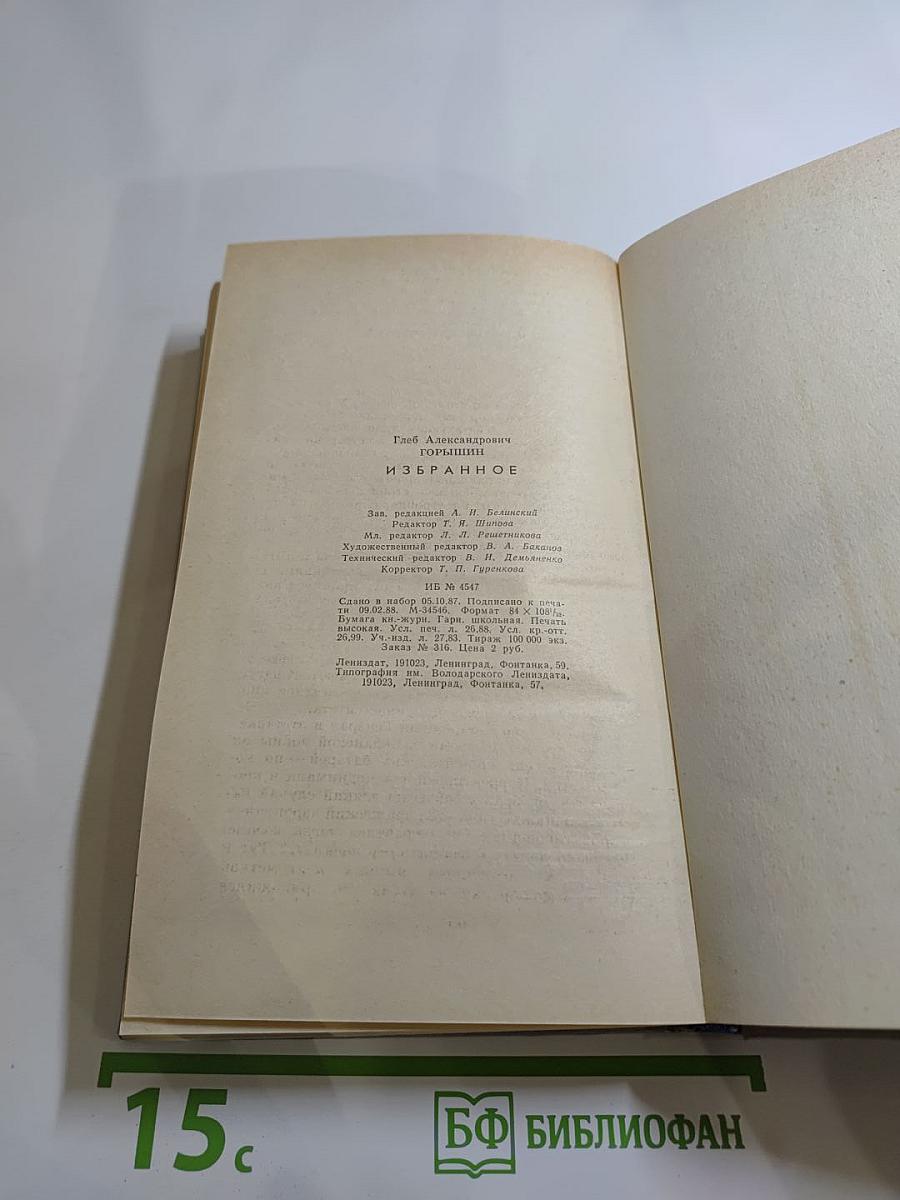 Глеб Александрович
ГОРЫШИН
ИЗБРАННОЕ
Зав. редакцией А. И. Белинский
Редактор Т. Я. Шипова
Мл. редактор Л. Л. Решетникова
Художественный редактор В. А. Баканов
Технический редактор В. И. Демьяненко
Корректор Т. П. Гуренкова
ИБ № 4547
Сдано в набор 05.10.87. Подписано к печа-
ти 09.02.88. М-34546. Формат 84 × 108¹/₃₂.
Бумага кн.-журн. Гарн. школьная. Печать
высокая. Усл. печ. л. 26,88. Усл. кр.-отт.
26,99. Уч.-изд. л. 27,83. Тираж 100 000 экз.
Заказ № 316. Цена 2 руб.
Лениздат, 191023, Ленинград, Фонтанка, 59.
Типография им. Володарского Лениздата,
191023, Ленинград, Фонтанка, 57.
15 с
БФ БИБЛИОФАН